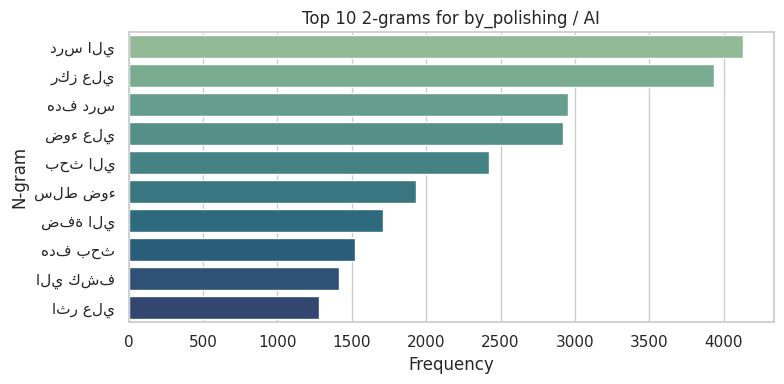 Top 10 2-grams for by_polishing / AI
درس الي
ركز علي
هدف درس
ضوء علي
بحث الي
سلط ضوء
ضفة الي
هدف بحث
الي كشف
اثر علي
N-gram
0 500 1000 1500 2000 2500 3000 3500 4000
Frequency